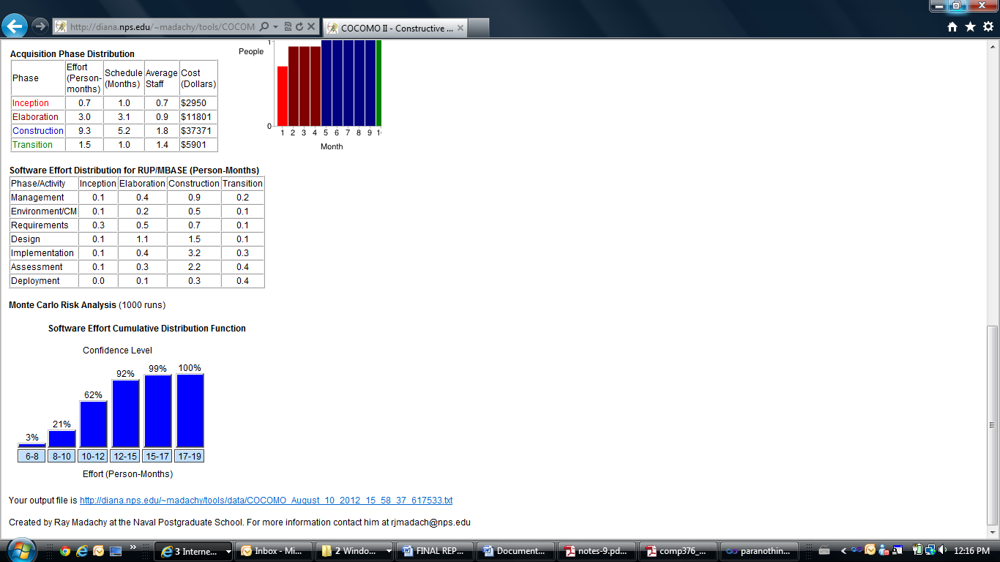 http://diana.nps.edu/~madachy/tools/COCOM
COCOMO II - Constructive ...
Acquisition Phase Distribution
Phase Effort (Person-months) Schedule (Months) Average Staff Cost (Dollars)
Inception 0.7 1.0 0.7 $2950
Elaboration 3.0 3.1 0.9 $11801
Construction 9.3 5.2 1.8 $37371
Transition 1.5 1.0 1.4 $5901
1
People
0
1 2 3 4 5 6 7 8 9 1
Month
Software Effort Distribution for RUP/MBASE (Person-Months)
Phase/Activity Inception Elaboration Construction Transition
Management 0.1 0.4 0.9 0.2
Environment/CM 0.1 0.2 0.5 0.1
Requirements 0.3 0.5 0.7 0.1
Design 0.1 1.1 1.5 0.1
Implementation 0.1 0.4 3.2 0.3
Assessment 0.1 0.3 2.2 0.4
Deployment 0.0 0.1 0.3 0.4
Monte Carlo Risk Analysis (1000 runs)
Software Effort Cumulative Distribution Function
Confidence Level
3% 21% 62% 92% 99% 100%
6-8 8-10 10-12 12-15 15-17 17-19
Effort (Person-Months)
Your output file is http://diana.nps.edu/~madachy/tools/data/COCOMO_August_10_2012_15_58_37_617533.txt
Created by Ray Madachy at the Naval Postgraduate School. For more information contact him at rjmadach@nps.edu
3 Interne... Inbox - Mi... 2 Windo... FINAL REP... Document... notes-9.pd... comp376_... paranothin... 12:16 PM